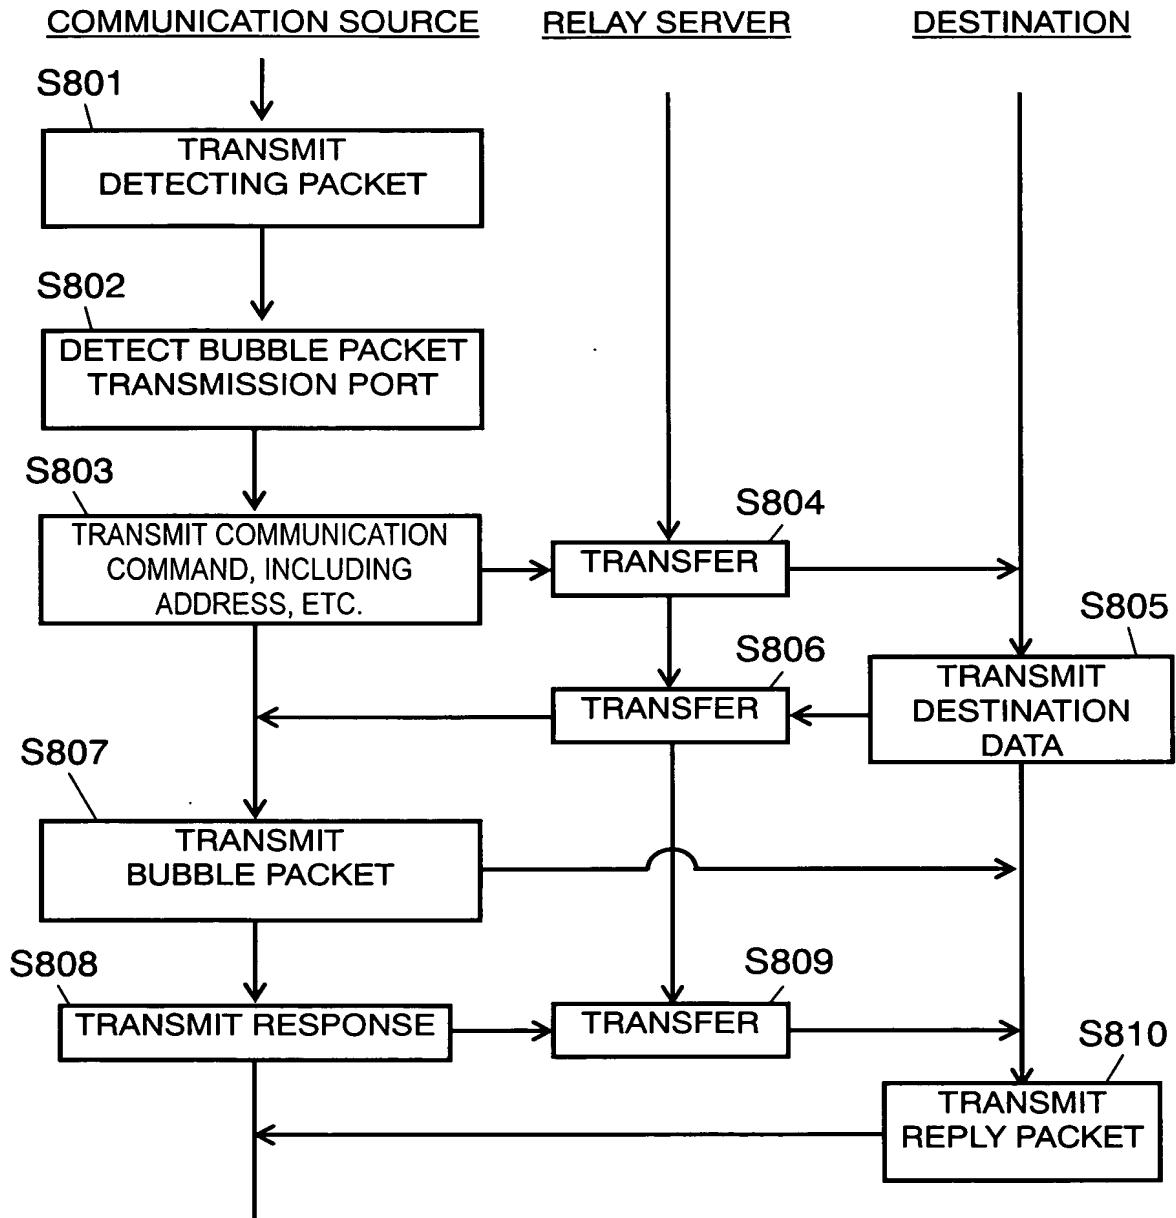 COMMUNICATION SOURCE
RELAY SERVER
DESTINATION
S801
TRANSMIT
DETECTING PACKET
S802
DETECT BUBBLE PACKET
TRANSMISSION PORT
S803
TRANSMIT COMMUNICATION
COMMAND, INCLUDING
ADDRESS, ETC.
S804
TRANSFER
S805
TRANSMIT
DESTINATION
DATA
S806
TRANSFER
S807
TRANSMIT
BUBBLE PACKET
S808
TRANSMIT RESPONSE
S809
TRANSFER
S810
TRANSMIT
REPLY PACKET